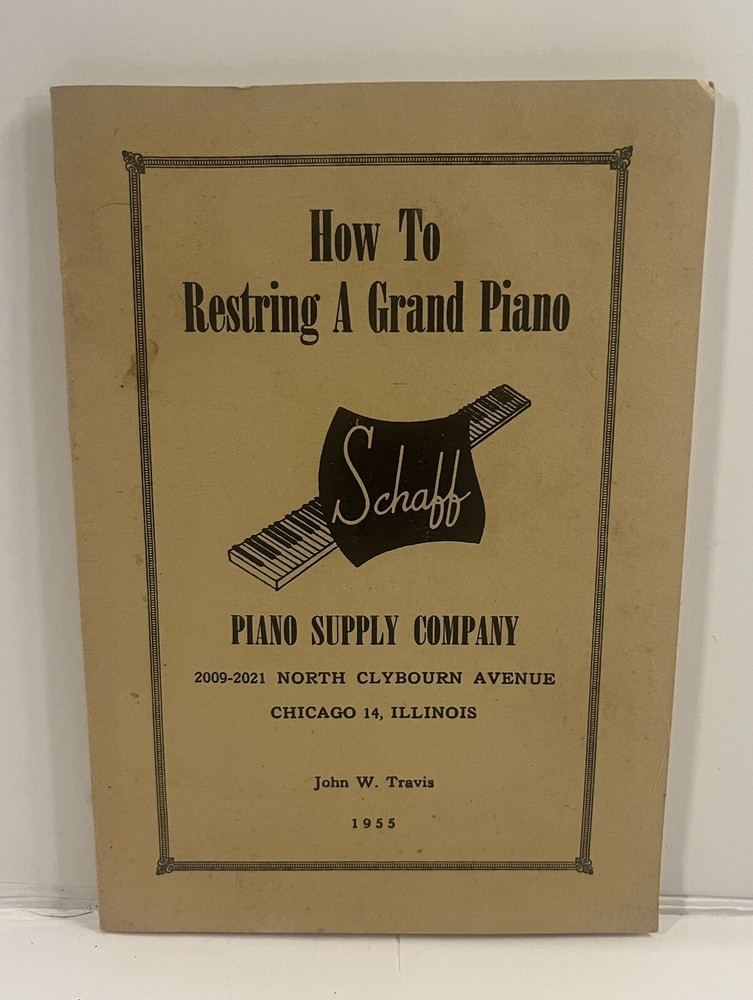 How To
Restring A Grand Piano
Schaff
PIANO SUPPLY COMPANY
2009-2021 NORTH CLYBOURN AVENUE
CHICAGO 14, ILLINOIS
John W. Travis
1955